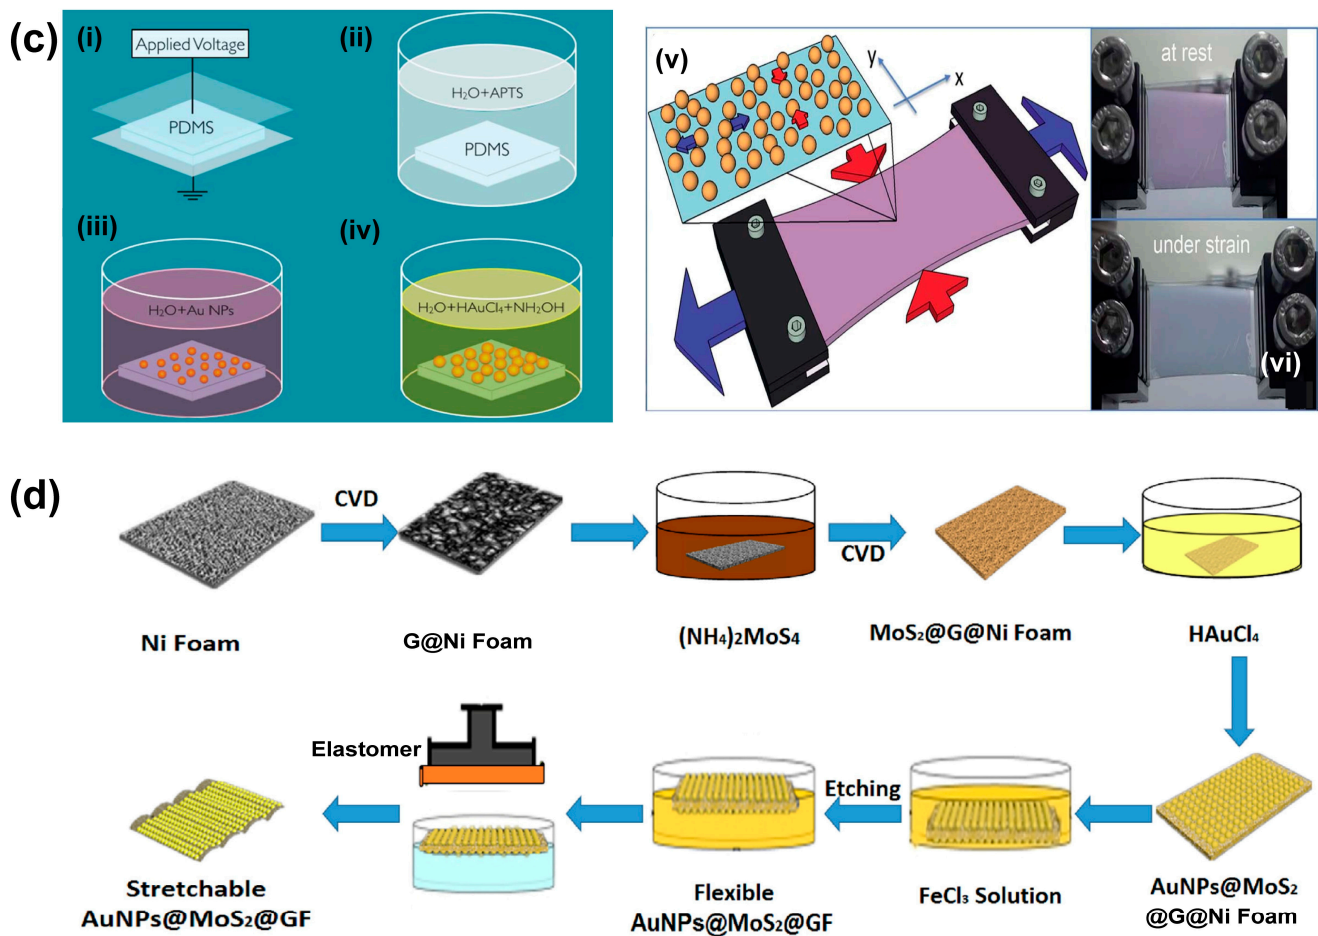 (c)
(i)
Applied Voltage
PDMS
(ii)
H₂O+APTS
PDMS
(iii)
H₂O+Au NPs
(iv)
H₂O+HAuCl₄+NH₂OH
(v)
y
x
at rest
under strain
(vi)
(d)
CVD
CVD
Ni Foam
G@Ni Foam
(NH₄)2MoS₄
MoS₂@G@Ni Foam
HAuCl₄
Elastomer
Etching
Stretchable
AuNPs@MoS₂@GF
Flexible
AuNPs@MoS₂@GF
FeCl₃ Solution
AuNPs@MoS₂
@G@Ni Foam